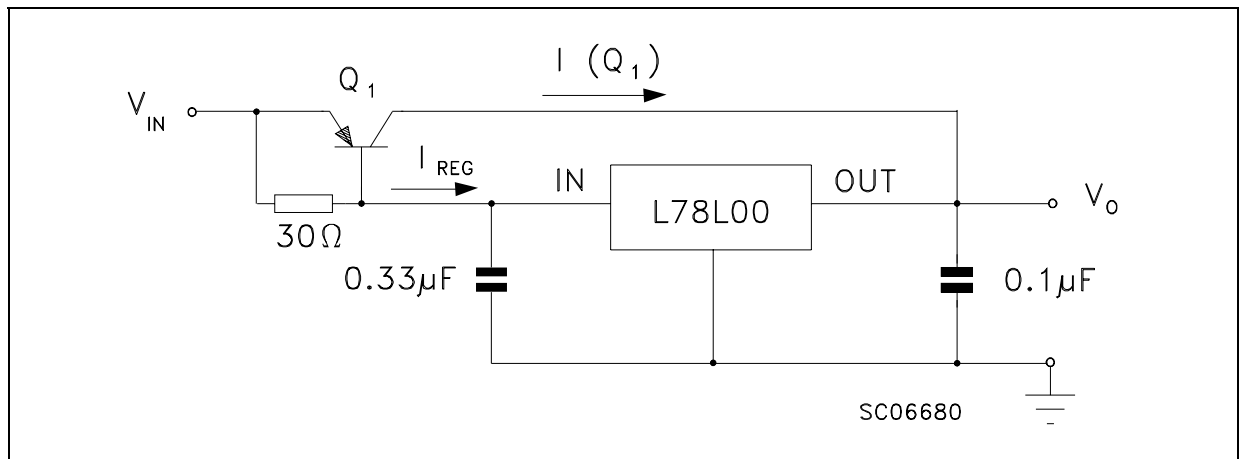 I (Q1)
Q1
VIN
IREG
IN
L78L00
OUT
VO
30Ω
0.33µF
0.1µF
SC06680